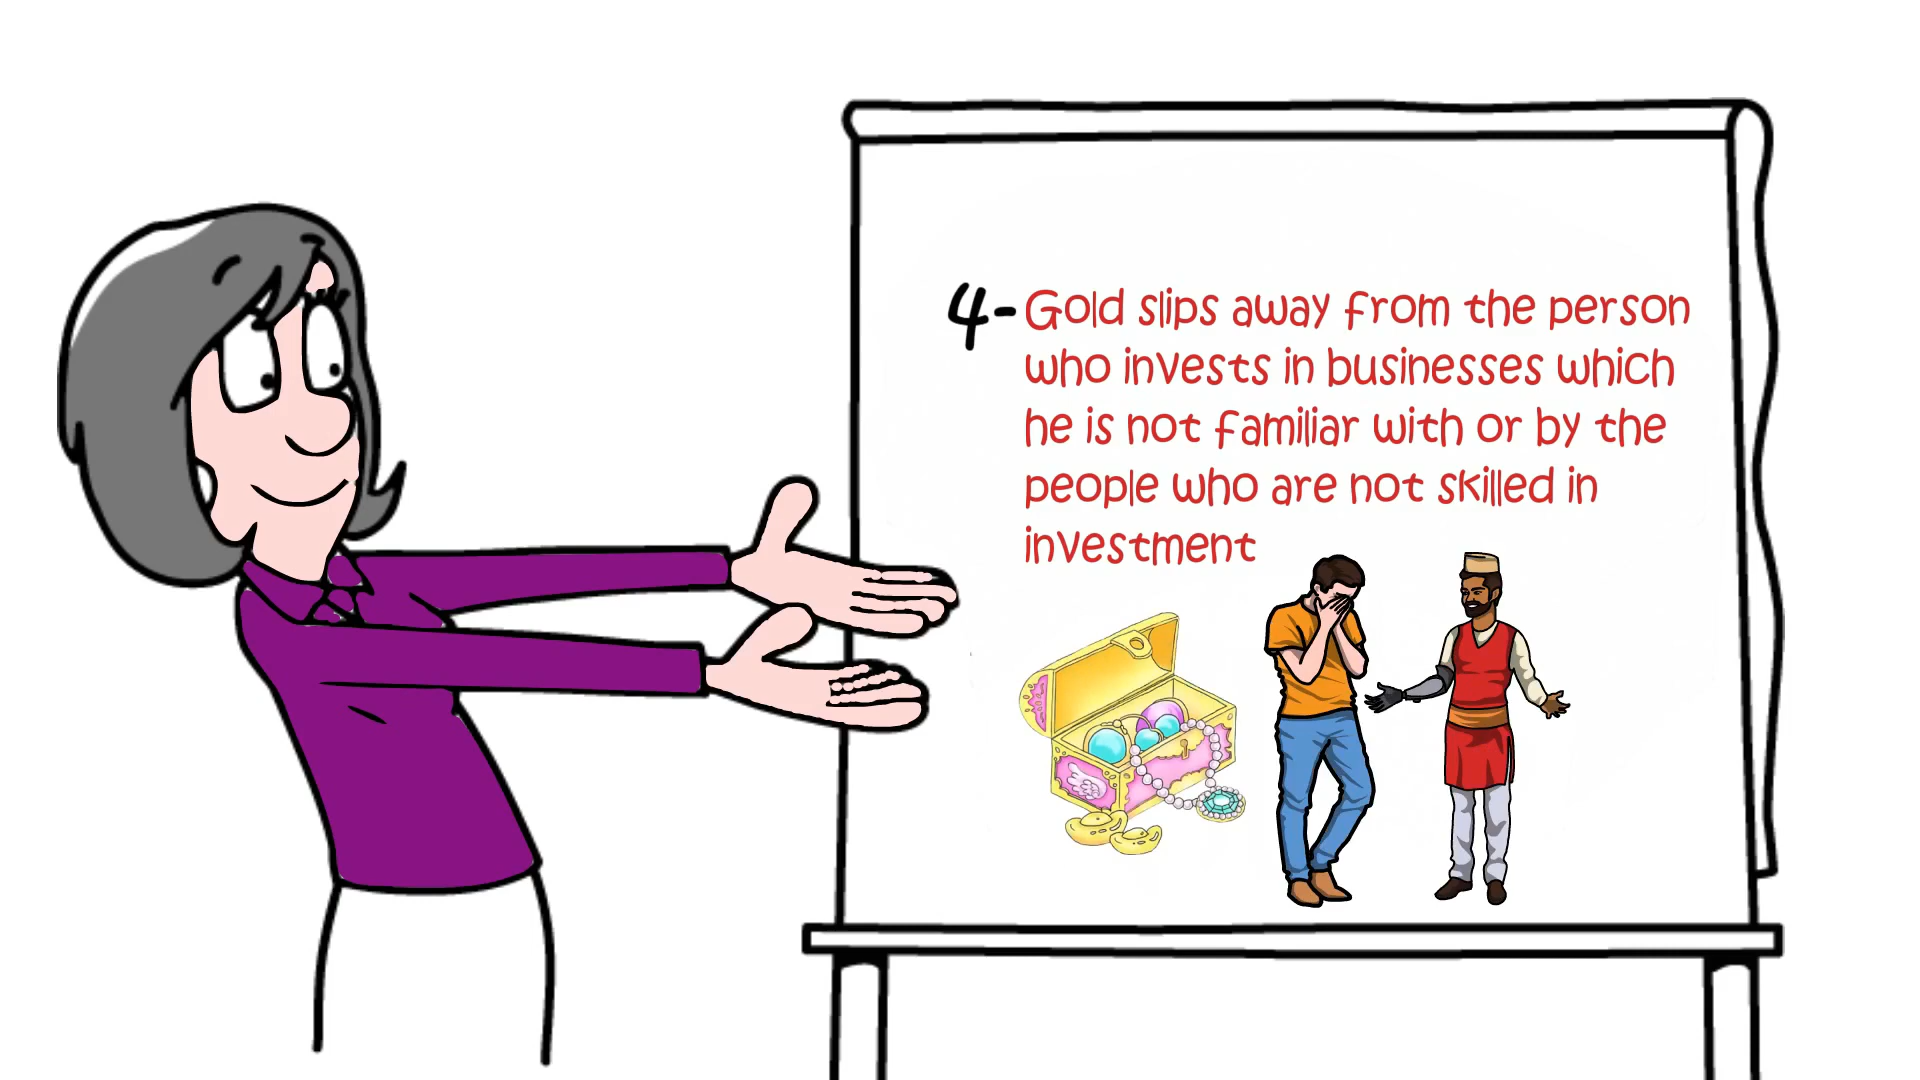 4- Gold slips away from the person
who invests in businesses which
he is not familiar with or by the
people who are not skilled in
investment